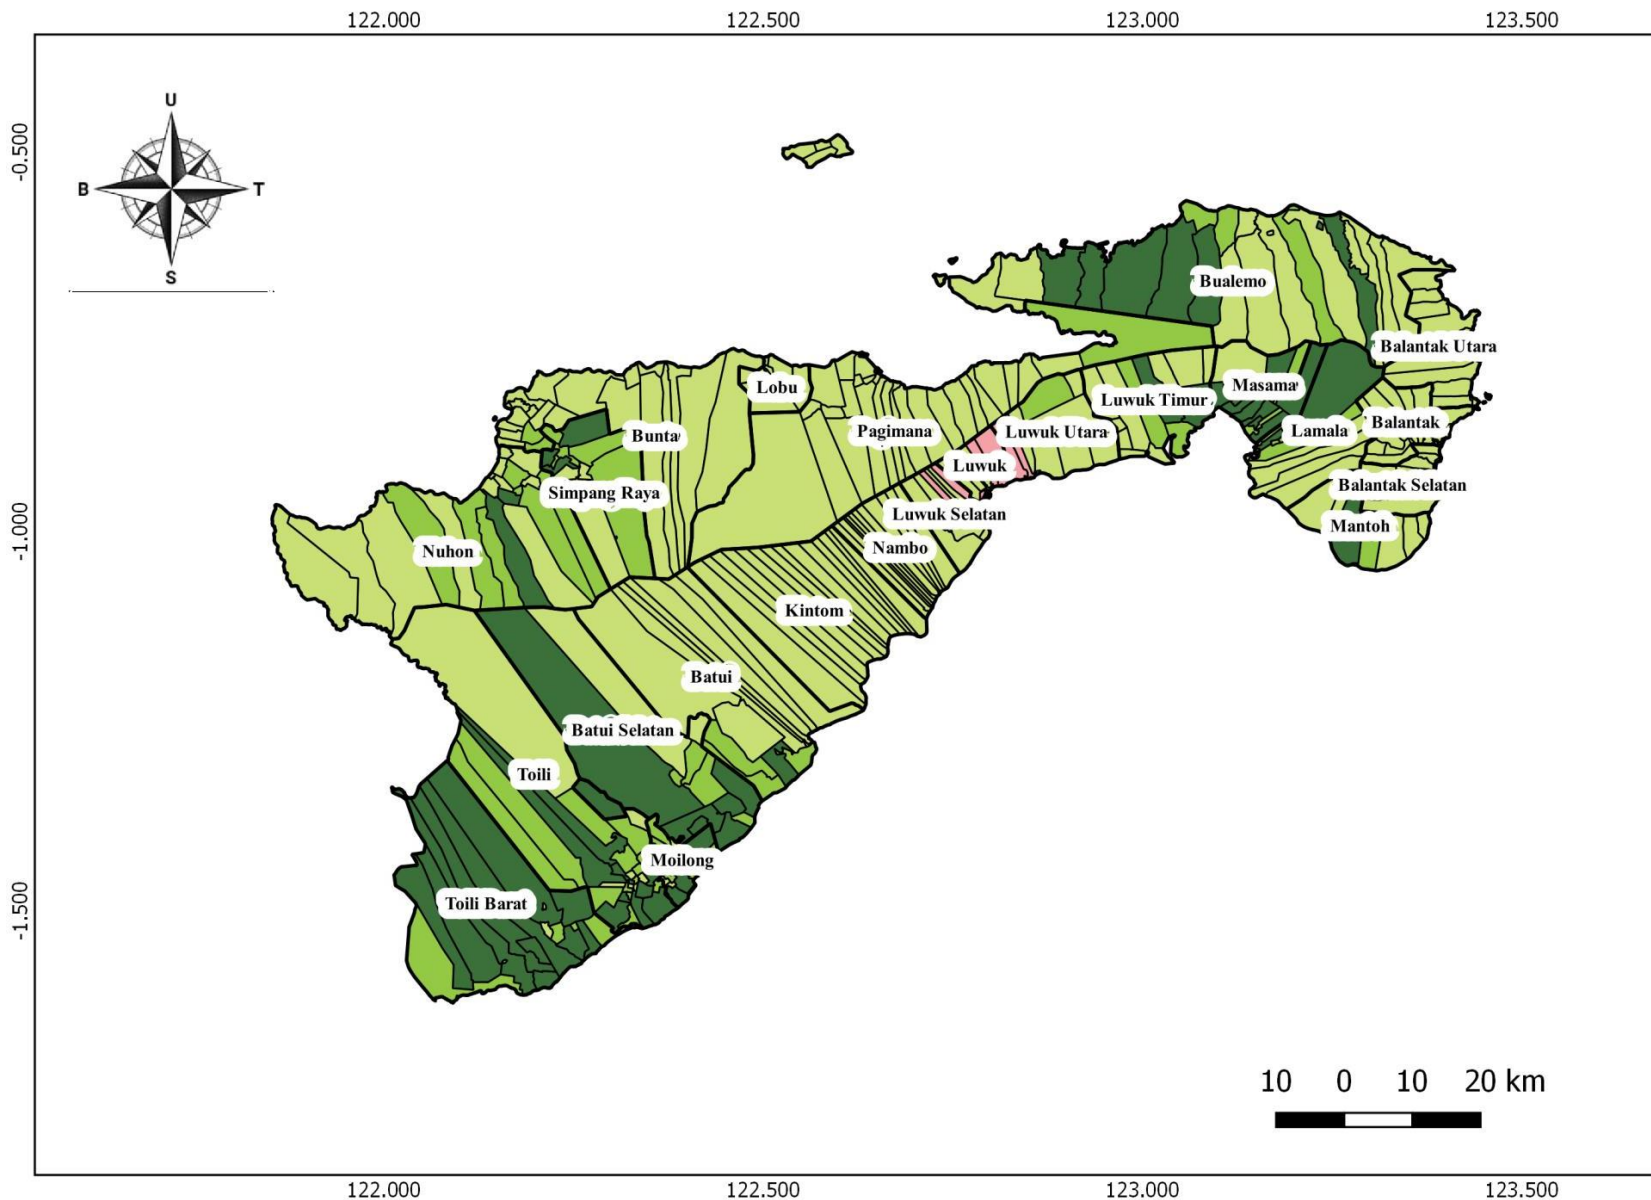 122.000 122.500 123.000 123.500
-0.500
-1.000
-1.500
U
B T
S
Bualemo
Balantak Utara
Lobu
Masama
Luwuk Timur
Bunta
Pagimana
Luwuk Utara
Lamala
Balantak
Luwuk
Simpang Raya
Balantak Selatan
Luwuk Selatan
Mantoh
Nuhon
Nambo
Kintom
Batui
Batui Selatan
Toili
Moilong
Toili Barat
10 0 10 20 km
122.000 122.500 123.000 123.500